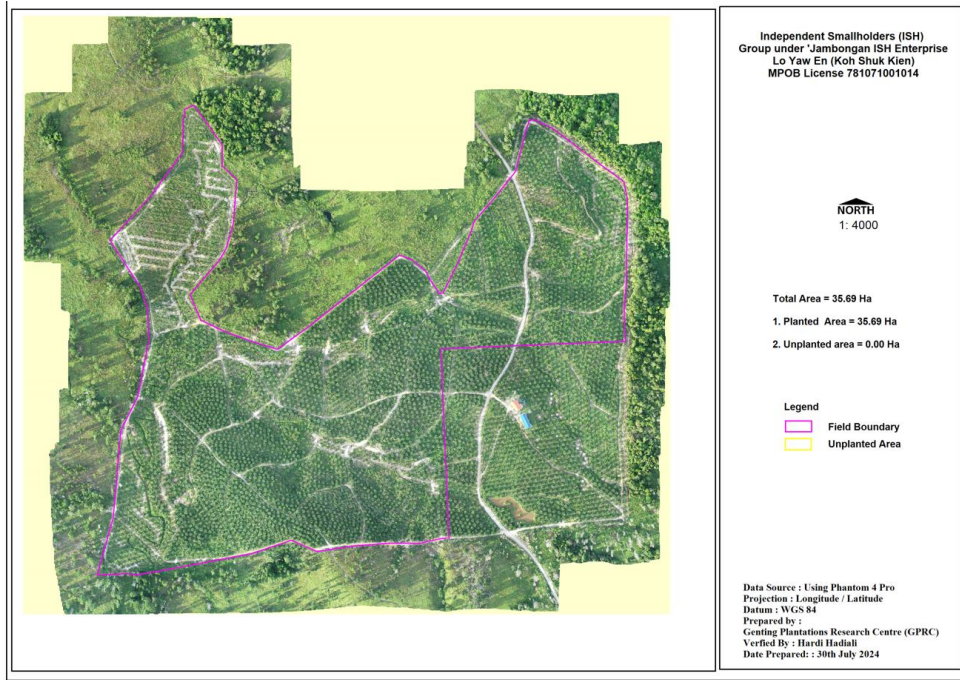 Independent Smallholders (ISH)
Group under 'Jambongan ISH Enterprise
Lo Yaw En (Koh Shuk Kien)
MPOB License 781071001014
NORTH
1: 4000
Total Area = 35.69 Ha
1. Planted Area = 35.69 Ha
2. Unplanted area = 0.00 Ha
Legend
Field Boundary
Unplanted Area
Data Source : Using Phantom 4 Pro
Projection : Longitude / Latitude
Datum : WGS 84
Prepared by :
Genting Plantations Research Centre (GPRC)
Verfied By : Hardi Hadiali
Date Prepared: : 30th July 2024